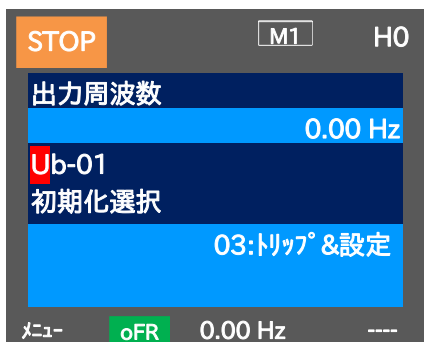 STOP M1 H0
出力周波数
0.00 Hz
Ub-01
初期化選択
03:ﾄﾘｯﾌﾟ&設定
ﾒﾆｭｰ oFR 0.00 Hz ----